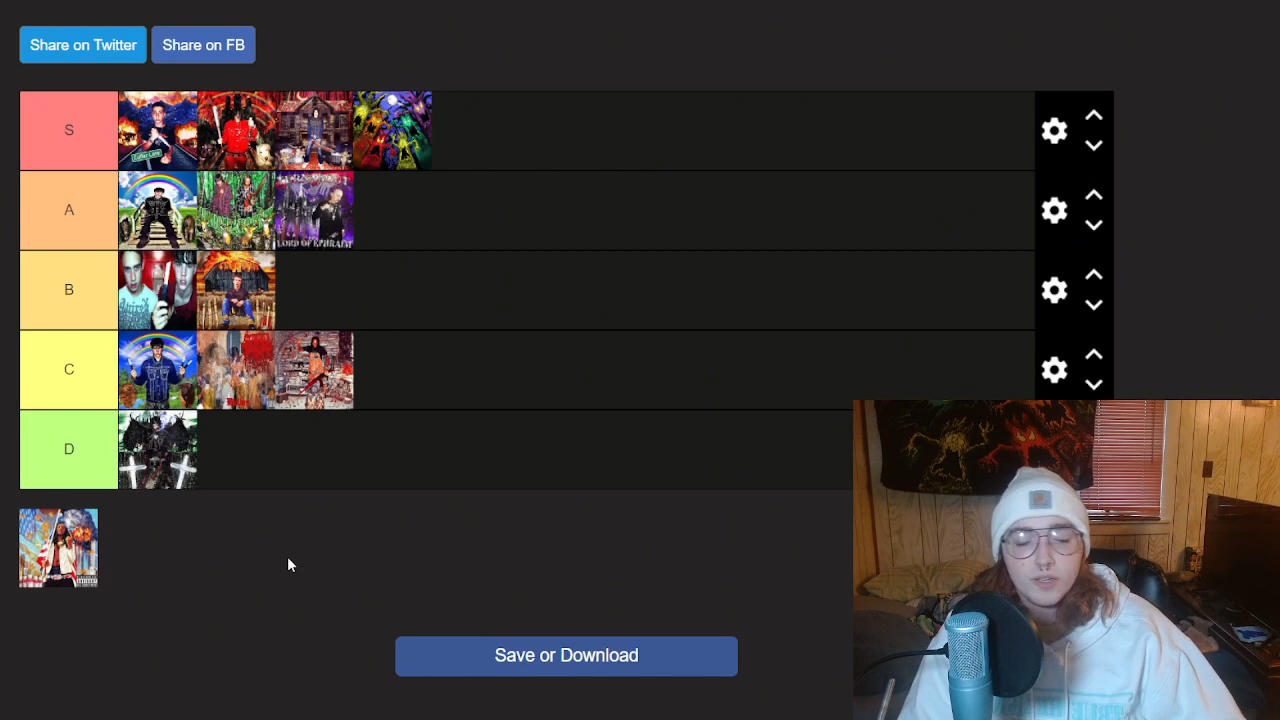 Share on Twitter
Share on FB
S
A
LORD OF EPHRAIM
B
C
D
Save or Download